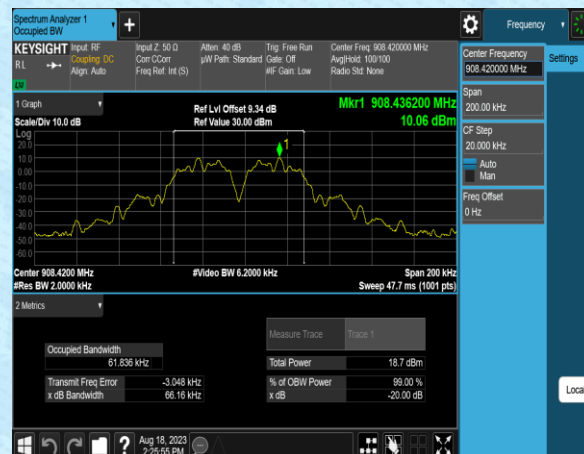 Spectrum Analyzer 1
Occupied BW
+
Frequency
KEYSIGHT
RL
Input: RF
Coupling: DC
Align: Auto
Input Z: 50 Ω
Corr CCorr
Freq Ref: Int (S)
Atten: 40 dB
µW Path: Standard
Trig: Free Run
Gate: Off
#IF Gain: Low
Center Freq: 908.420000 MHz
Avg|Hold: 100/100
Radio Std: None
Center Frequency
908.420000 MHz
Settings
Span
200.00 kHz
CF Step
20.000 kHz
Auto
Man
Freq Offset
0 Hz
1 Graph
Scale/Div 10.0 dB
Ref Lvl Offset 9.34 dB
Ref Value 30.00 dBm
Mkr1 908.436200 MHz
10.06 dBm
Log
20.0
10.0
0.00
-10.0
-20.0
-30.0
-40.0
-50.0
-60.0
1
Center 908.4200 MHz
#Res BW 2.0000 kHz
#Video BW 6.2000 kHz
Span 200 kHz
Sweep 47.7 ms (1001 pts)
2 Metrics
Measure Trace
Trace 1
Occupied Bandwidth
61.836 kHz
Total Power
18.7 dBm
Transmit Freq Error
-3.048 kHz
% of OBW Power
99.00 %
x dB Bandwidth
66.16 kHz
x dB
-20.00 dB
?
Aug 18, 2023
2:25:55 PM
Loca